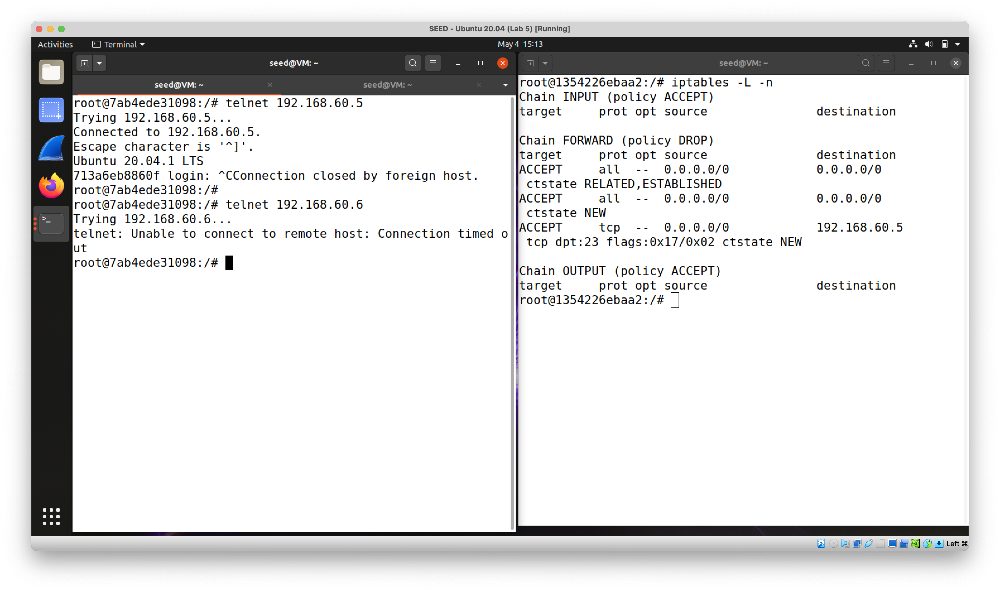 SEED - Ubuntu 20.04 (Lab 5) [Running]
Activities
Terminal
May 4 15:13
seed@VM: ~
seed@VM: ~
seed@VM: ~
root@7ab4ede31098:/# telnet 192.168.60.5
Trying 192.168.60.5...
Connected to 192.168.60.5.
Escape character is '^]'.
Ubuntu 20.04.1 LTS
713a6eb8860f login: ^CConnection closed by foreign host.
root@7ab4ede31098:/#
root@7ab4ede31098:/# telnet 192.168.60.6
Trying 192.168.60.6...
telnet: Unable to connect to remote host: Connection timed o
ut
root@7ab4ede31098:/#
seed@VM: ~
root@1354226ebaa2:/# iptables -L -n
Chain INPUT (policy ACCEPT)
target     prot opt source               destination

Chain FORWARD (policy DROP)
target     prot opt source               destination
ACCEPT     all  --  0.0.0.0/0            0.0.0.0/0
 ctstate RELATED,ESTABLISHED
ACCEPT     all  --  0.0.0.0/0            0.0.0.0/0
 ctstate NEW
ACCEPT     tcp  --  0.0.0.0/0            192.168.60.5
 tcp dpt:23 flags:0x17/0x02 ctstate NEW

Chain OUTPUT (policy ACCEPT)
target     prot opt source               destination
root@1354226ebaa2:/#
Left ⌘